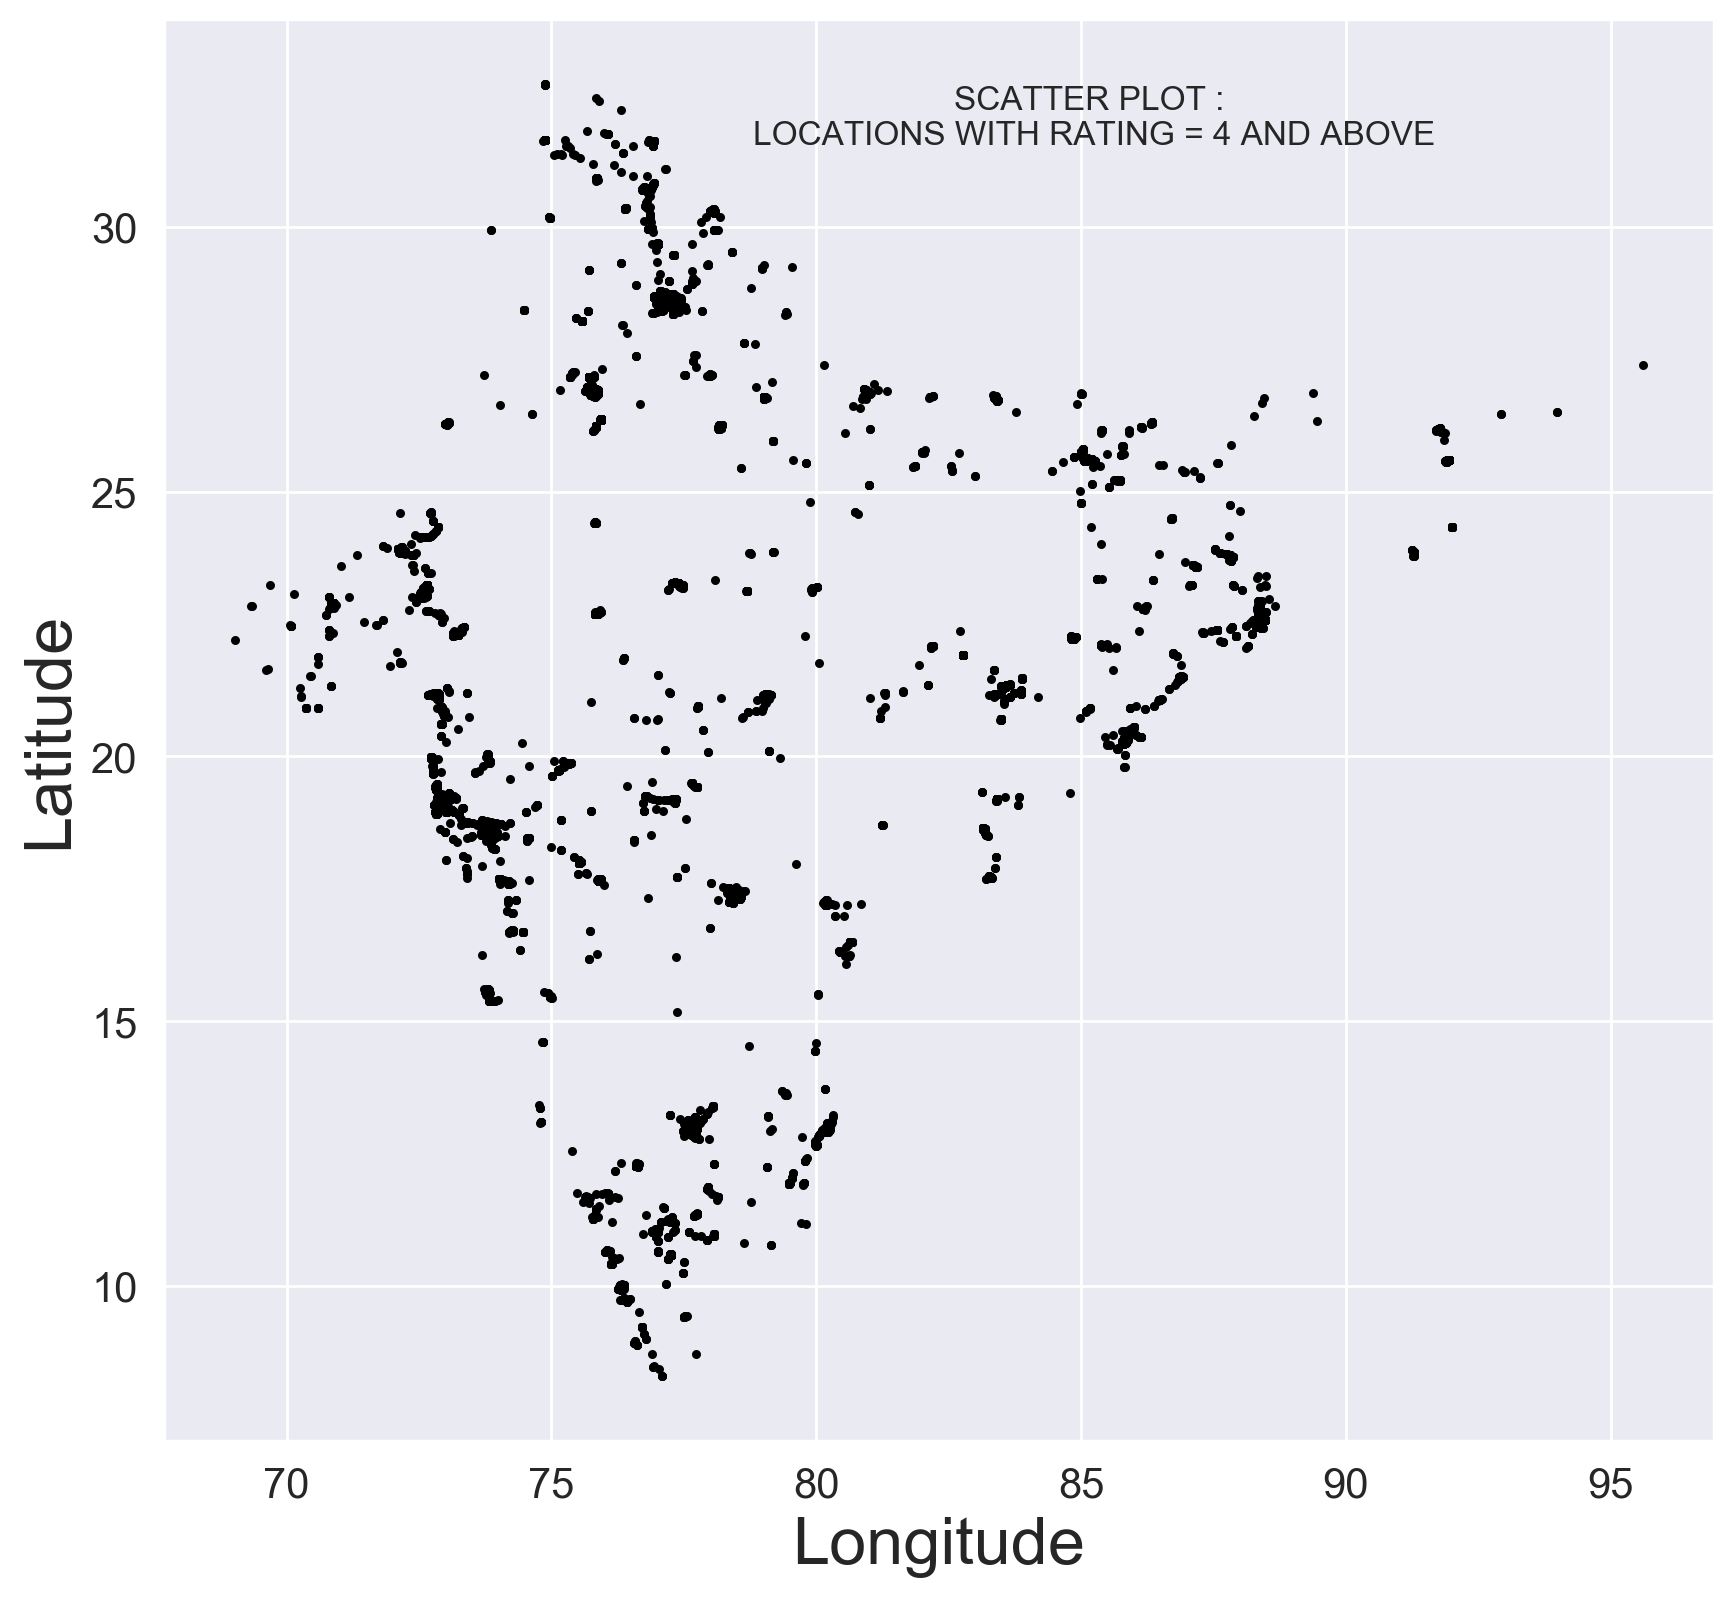 SCATTER PLOT :
LOCATIONS WITH RATING = 4 AND ABOVE
30
25
20
15
10
Latitude
70 75 80 85 90 95
Longitude